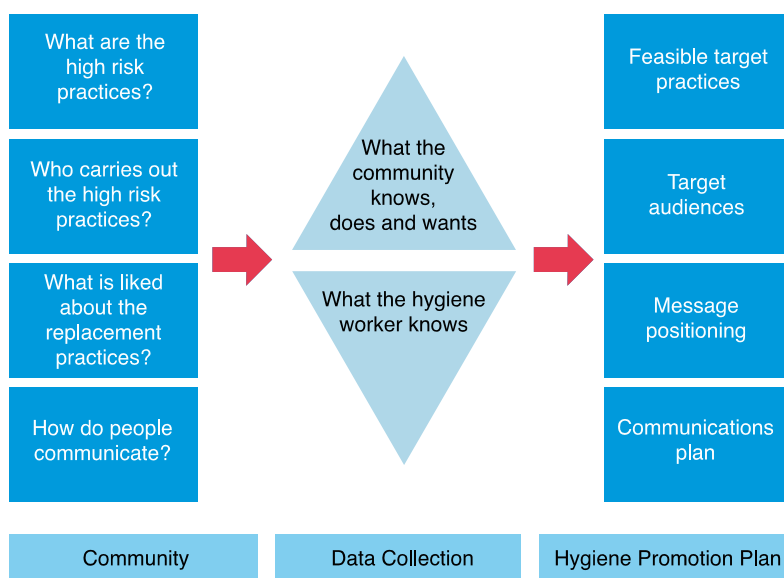 What are the
high risk
practices?
Who carries out
the high risk
practices?
What is liked
about the
replacement
practices?
How do people
communicate?
What the
community
knows,
does and wants
What the hygiene
worker knows
Feasible target
practices
Target
audiences
Message
positioning
Communications
plan
Community
Data Collection
Hygiene Promotion Plan